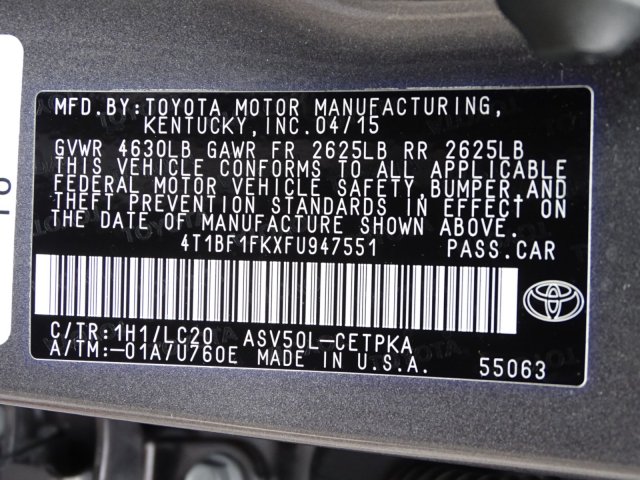 MFD.BY:TOYOTA MOTOR MANUFACTURING,
KENTUCKY,INC.04/15
GVWR 4630LB GAWR FR 2625LB RR 2625LB
THIS VEHICLE CONFORMS TO ALL APPLICABLE
FEDERAL MOTOR VEHICLE SAFETY,BUMPER,AND
THEFT PREVENTION STANDARDS IN EFFECT ON
THE DATE OF MANUFACTURE SHOWN ABOVE.
4T1BF1FKXFU947551 PASS.CAR
C/TR:1H1/LC20 ASV50L-CETPKA
A/TM:-01A/U760E MADE IN U.S.A.
55063